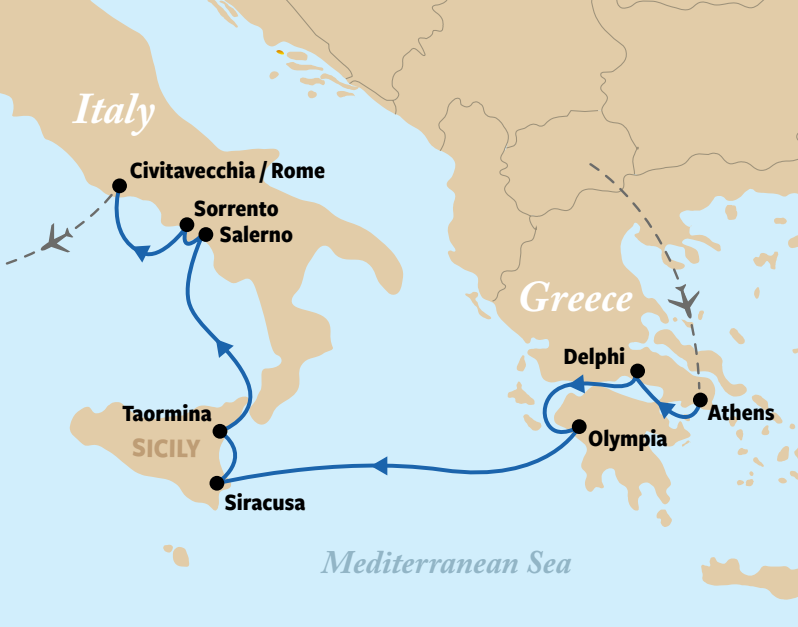 Italy
Civitavecchia / Rome
Sorrento
Salerno
Greece
Delphi
Athens
Taormina
Olympia
SICILY
Siracusa
Mediterranean Sea